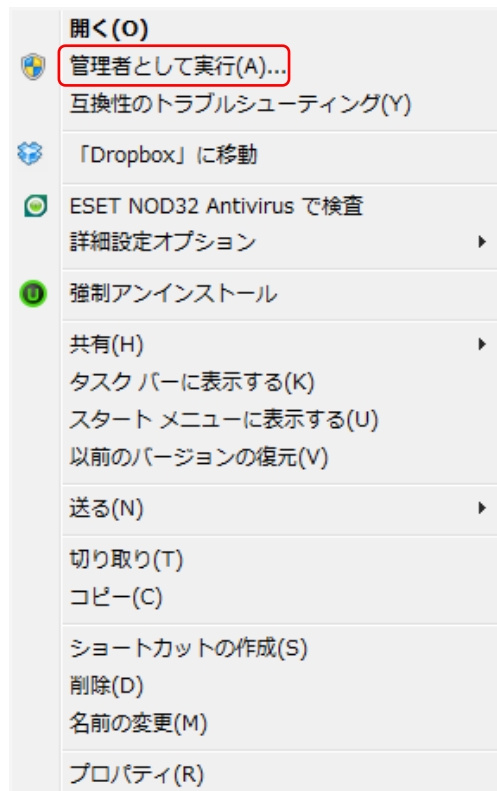 開く(O)
管理者として実行(A)...
互換性のトラブルシューティング(Y)
「Dropbox」に移動
ESET NOD32 Antivirus で検査
詳細設定オプション
強制アンインストール
共有(H)
タスク バーに表示する(K)
スタート メニューに表示する(U)
以前のバージョンの復元(V)
送る(N)
切り取り(T)
コピー(C)
ショートカットの作成(S)
削除(D)
名前の変更(M)
プロパティ(R)